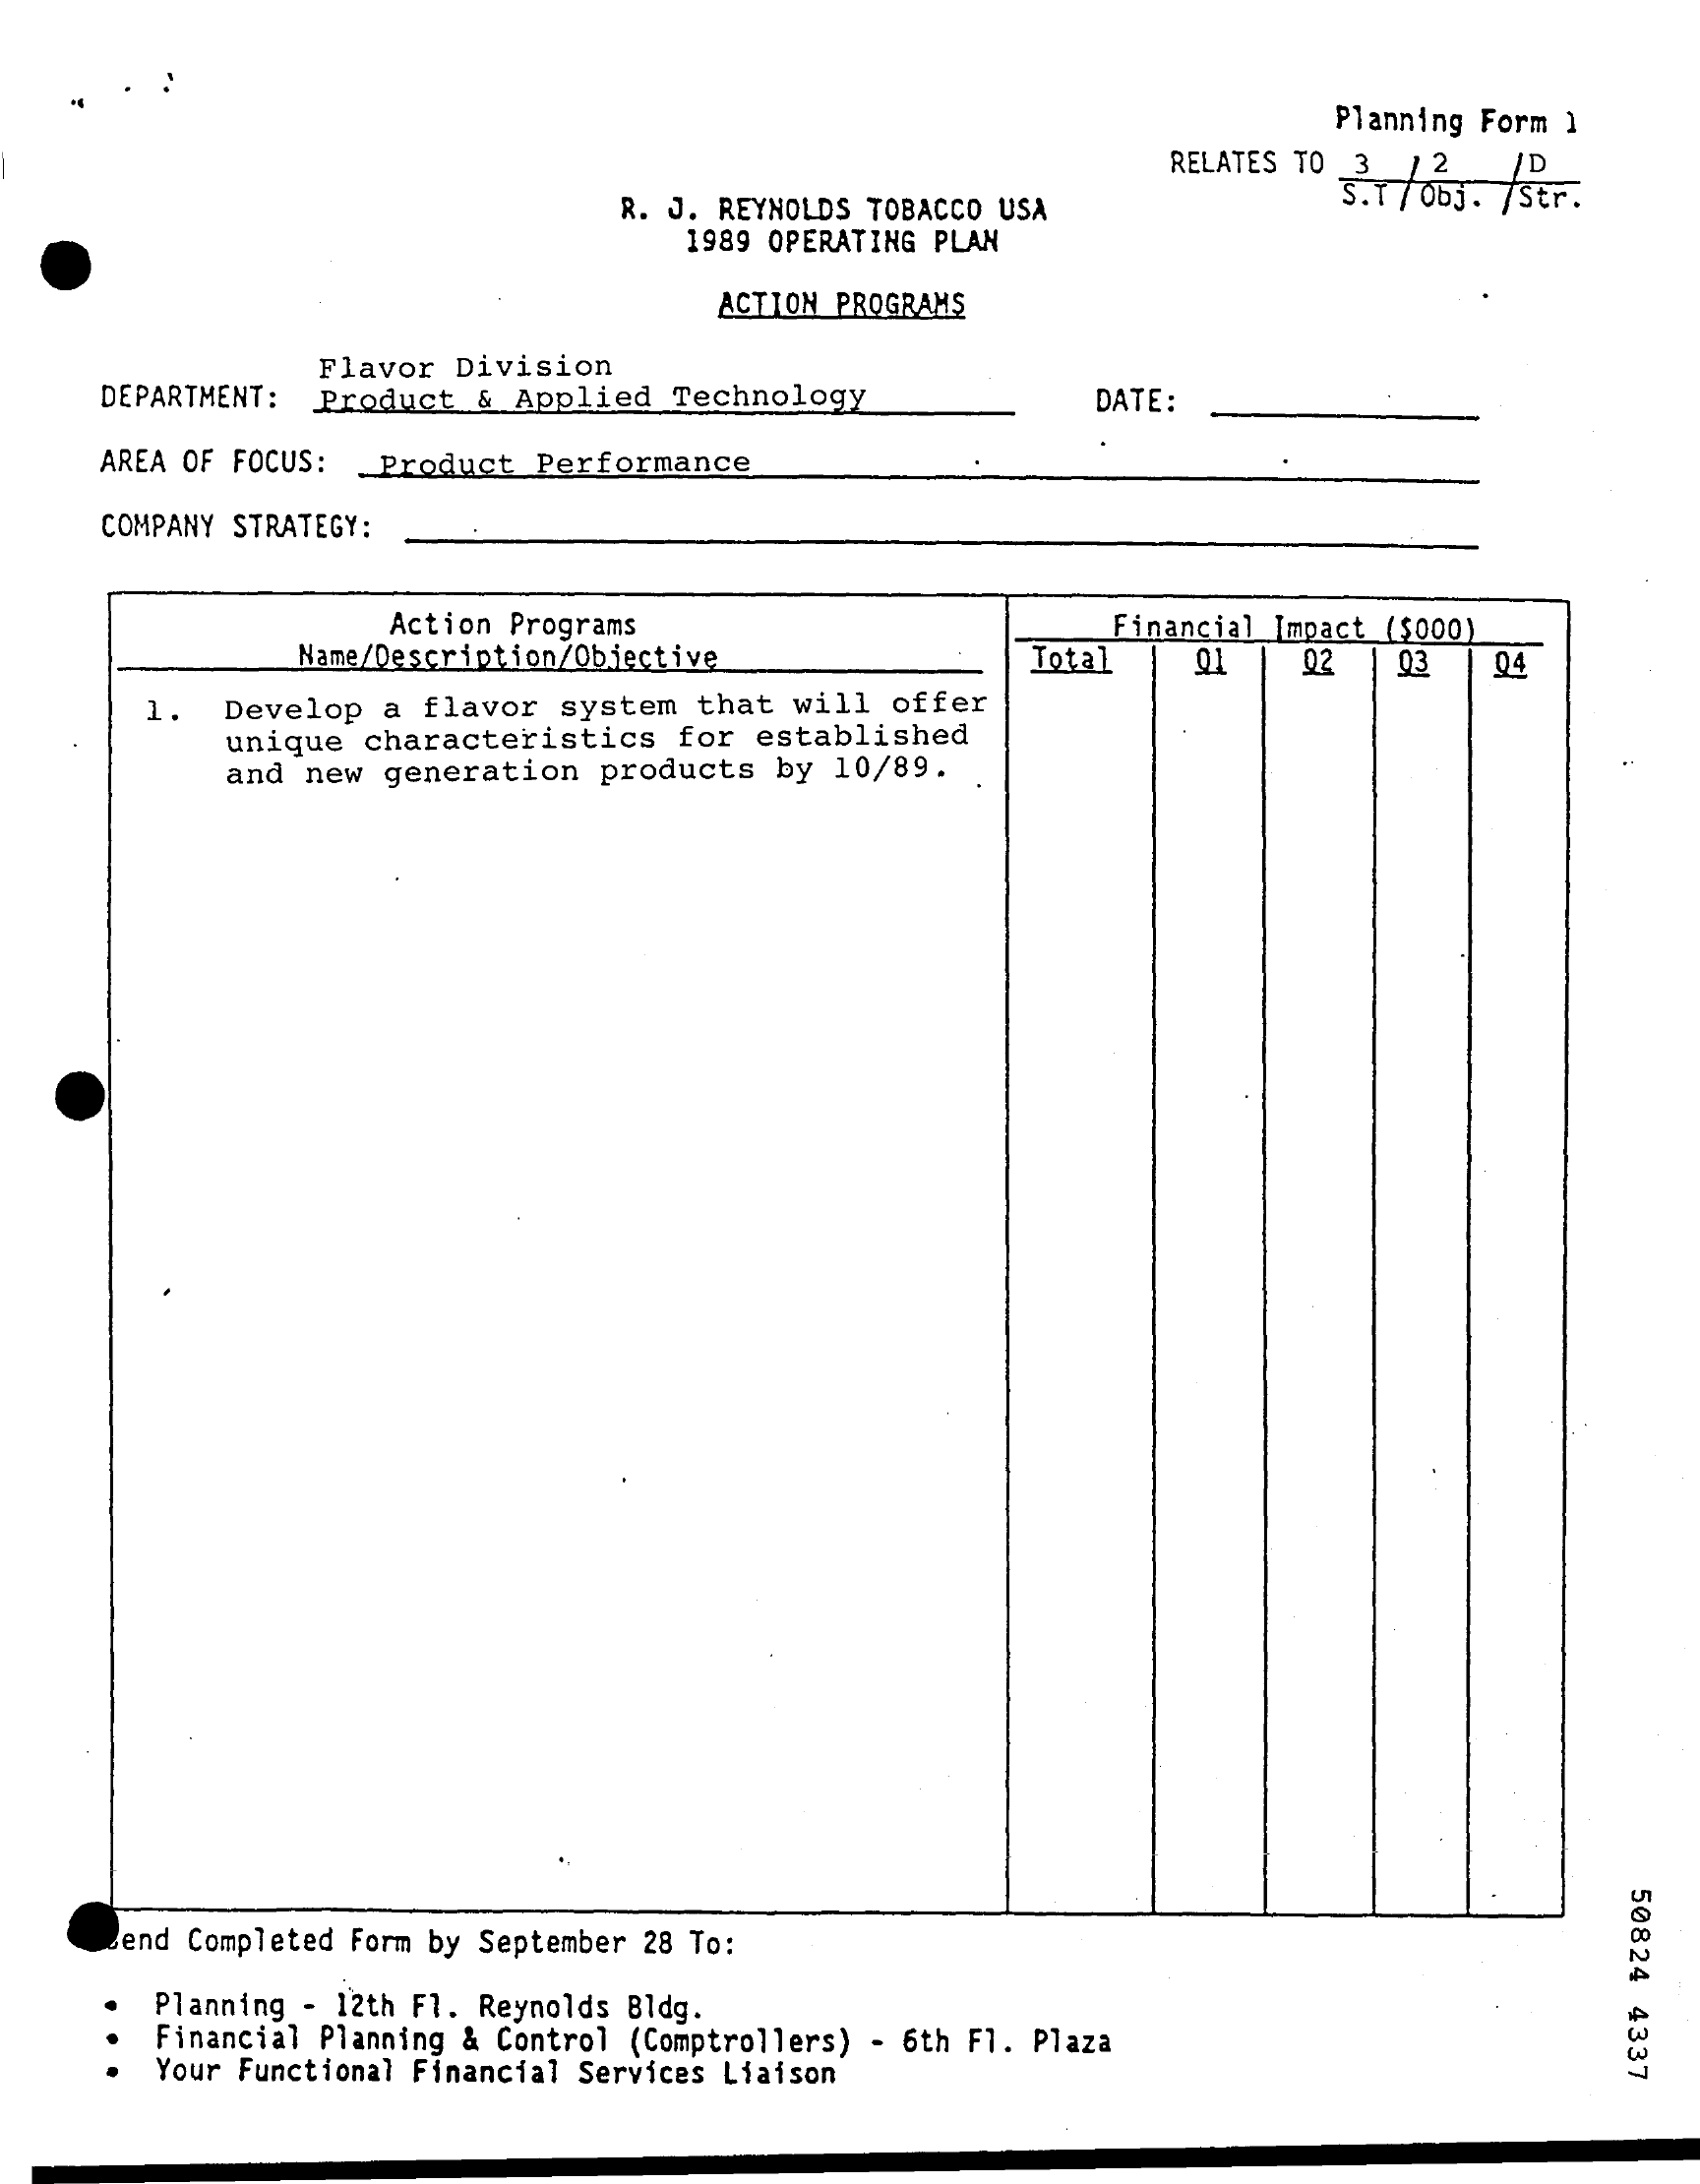 Planning Form 1
RELATES TO 3 / 2 / D
S.T / Obj. / Str.
R. J. REYNOLDS TOBACCO USA
1989 OPERATING PLAN
ACTION PROGRAMS
Flavor Division
DEPARTMENT: Product & Applied Technology DATE:
AREA OF FOCUS: Product Performance
COMPANY STRATEGY:
Action Programs
Name/Description/Objective
Financial Impact ($000)
Total Q1 Q2 Q3 Q4
1. Develop a flavor system that will offer
unique characteristics for established
and new generation products by 10/89.
end Completed Form by September 28 To:
• Planning - 12th Fl. Reynolds Bldg.
• Financial Planning & Control (Comptrollers) - 6th Fl. Plaza
• Your Functional Financial Services Liaison
50824 4337